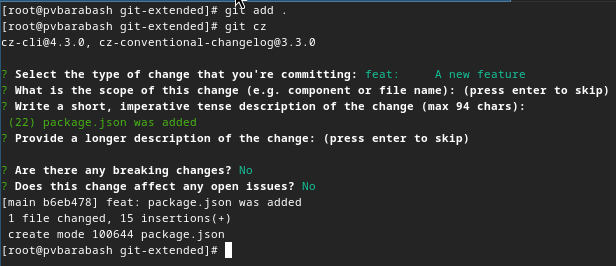 [root@pvbarabash git-extended]# git add .
[root@pvbarabash git-extended]# git cz
cz-cli@4.3.0, cz-conventional-changelog@3.3.0
? Select the type of change that you're committing: feat:     A new feature
? What is the scope of this change (e.g. component or file name): (press enter to skip)
? Write a short, imperative tense description of the change (max 94 chars):
 (22) package.json was added
? Provide a longer description of the change: (press enter to skip)
? Are there any breaking changes? No
? Does this change affect any open issues? No
[main b6eb478] feat: package.json was added
 1 file changed, 15 insertions(+)
 create mode 100644 package.json
[root@pvbarabash git-extended]#